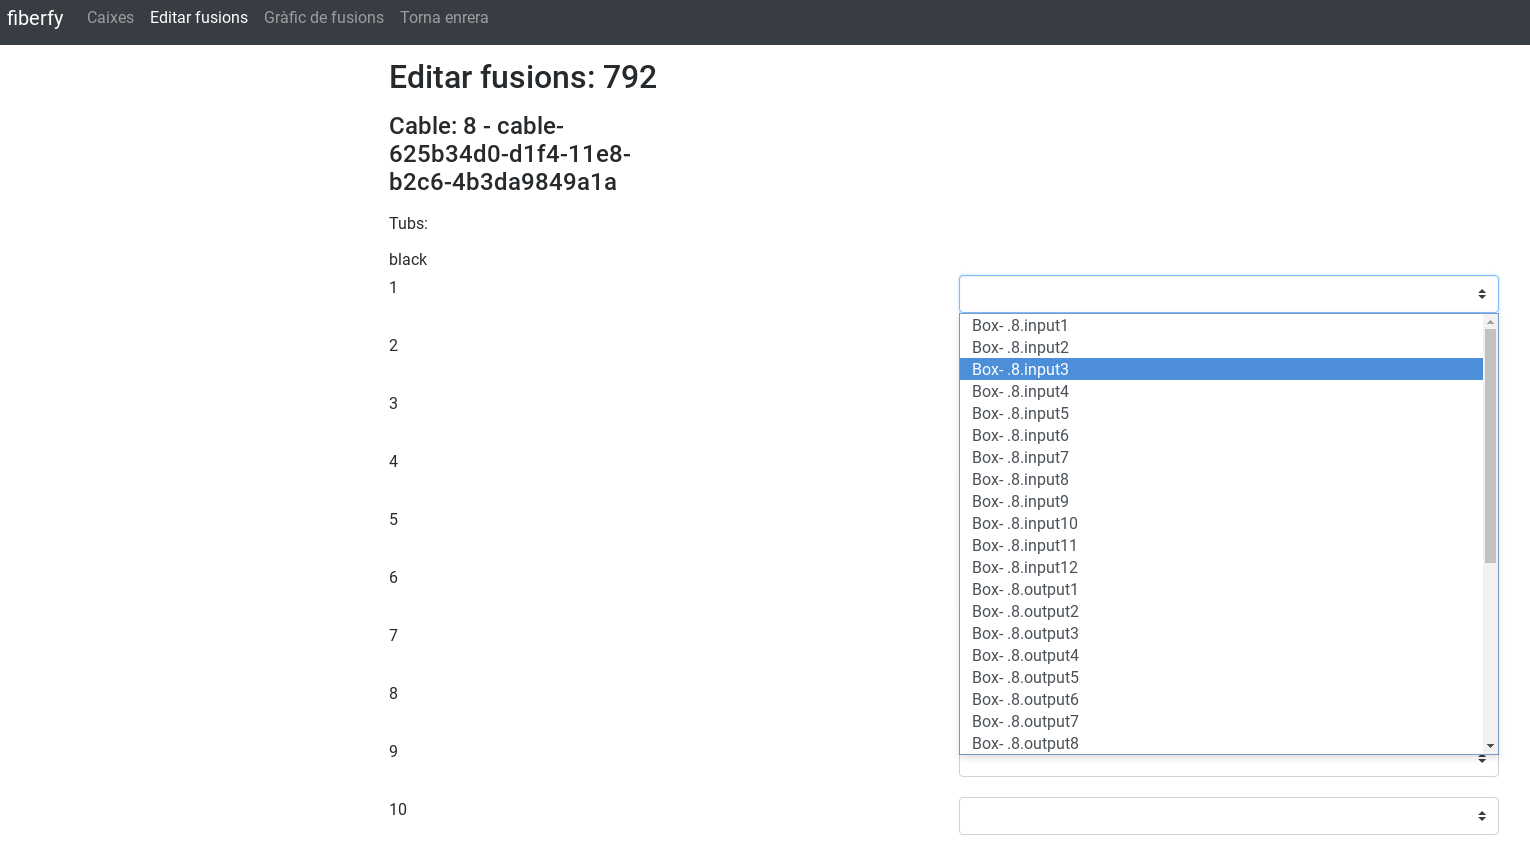 fiberfy Caixes Editar fusions Gràfic de fusions Torna enrera
Editar fusions: 792
Cable: 8 - cable-
625b34d0-d1f4-11e8-
b2c6-4b3da9849a1a
Tubs:
black
1
2
3
4
5
6
7
8
9
10
Box- .8.input1
Box- .8.input2
Box- .8.input3
Box- .8.input4
Box- .8.input5
Box- .8.input6
Box- .8.input7
Box- .8.input8
Box- .8.input9
Box- .8.input10
Box- .8.input11
Box- .8.input12
Box- .8.output1
Box- .8.output2
Box- .8.output3
Box- .8.output4
Box- .8.output5
Box- .8.output6
Box- .8.output7
Box- .8.output8